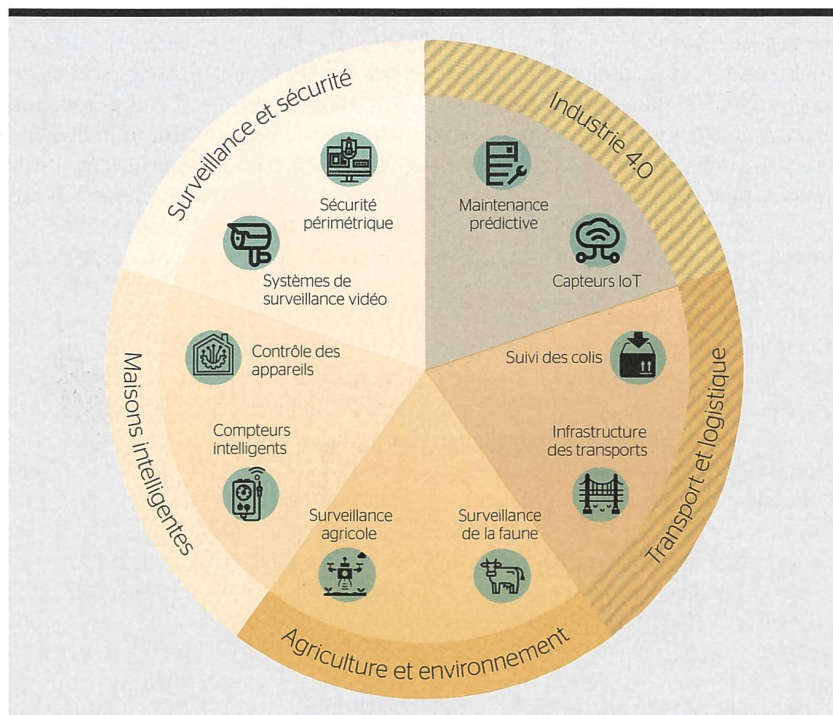 Surveillance et sécurité
Sécurité
périmétrique
Systèmes de
surveillance vidéo
Industrie 4.0
Maintenance
prédictive
Capteurs IoT
Transport et logistique
Suivi des colis
Infrastructure
des transports
Agriculture et environnement
Surveillance
de la faune
Surveillance
agricole
Maisons intelligentes
Contrôle des
appareils
Compteurs
intelligents